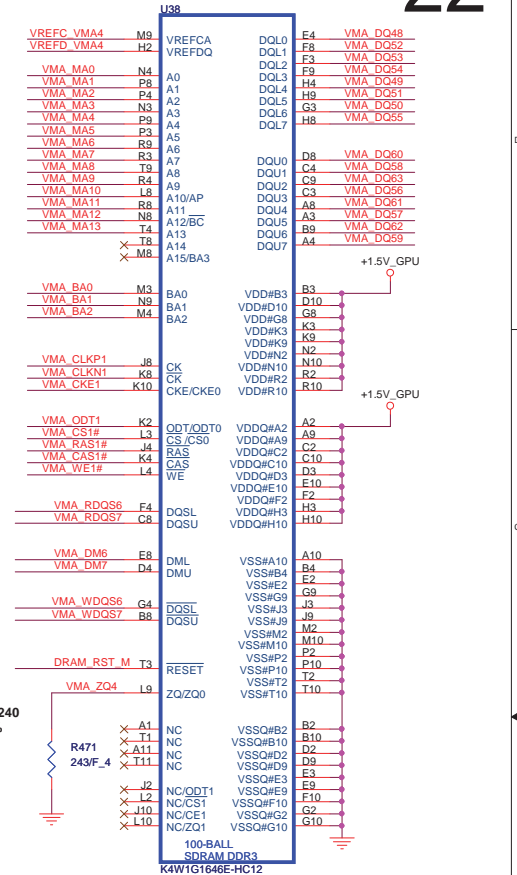 22
U38
VREFC_VMA4 M9 VREFCA DQL0 E4 VMA_DQ48
VREFD_VMA4 H2 VREFDQ DQL1 F8 VMA_DQ52
DQL2 F3 VMA_DQ53
VMA_MA0 N4 A0 DQL3 F9 VMA_DQ54
VMA_MA1 P8 A1 DQL4 H4 VMA_DQ49
VMA_MA2 P4 A2 DQL5 H9 VMA_DQ51
VMA_MA3 N3 A3 DQL6 G3 VMA_DQ50
VMA_MA4 P9 A4 DQL7 H8 VMA_DQ55
VMA_MA5 P3 A5
VMA_MA6 R9 A6
VMA_MA7 R3 A7 DQU0 D8 VMA_DQ60
VMA_MA8 T9 A8 DQU1 C4 VMA_DQ58
VMA_MA9 R4 A9 DQU2 C9 VMA_DQ63
VMA_MA10 L8 A10/AP DQU3 C3 VMA_DQ56
VMA_MA11 R8 A11 DQU4 A8 VMA_DQ61
VMA_MA12 N8 A12/BC DQU5 A3 VMA_DQ57
VMA_MA13 T4 A13 DQU6 B9 VMA_DQ62
T8 A14 DQU7 A4 VMA_DQ59
M8 A15/BA3
+1.5V_GPU
VMA_BA0 M3 BA0 VDD#B3 B3
VMA_BA1 N9 BA1 VDD#D10 D10
VMA_BA2 M4 BA2 VDD#G8 G8
VDD#K3 K3
VDD#K9 K9
VDD#N2 N2
VMA_CLKP1 J8 CK VDD#N10 N10
VMA_CLKN1 K8 CK VDD#R2 R2
VMA_CKE1 K10 CKE/CKE0 VDD#R10 R10
+1.5V_GPU
VMA_ODT1 K2 ODT/ODT0 VDDQ#A2 A2
VMA_CS1# L3 CS /CS0 VDDQ#A9 A9
VMA_RAS1# J4 RAS VDDQ#C2 C2
VMA_CAS1# K4 CAS VDDQ#C10 C10
VMA_WE1# L4 WE VDDQ#D3 D3
VDDQ#E10 E10
VDDQ#F2 F2
VMA_RDQS6 F4 DQSL VDDQ#H3 H3
VMA_RDQS7 C8 DQSU VDDQ#H10 H10
VMA_DM6 E8 DML VSS#A10 A10
VMA_DM7 D4 DMU VSS#B4 B4
VSS#E2 E2
VSS#G9 G9
VMA_WDQS6 G4 DQSL VSS#J3 J3
VMA_WDQS7 B8 DQSU VSS#J9 J9
VSS#M2 M2
VSS#M10 M10
VSS#P2 P2
DRAM_RST_M T3 RESET VSS#P10 P10
VSS#T2 T2
VMA_ZQ4 L9 ZQ/ZQ0 VSS#T10 T10
240
A1 NC VSSQ#B2 B2
T1 NC VSSQ#B10 B10
A11 NC VSSQ#D2 D2
T11 NC VSSQ#D9 D9
R471
243/F_4
VSSQ#E3 E3
J2 NC/ODT1 VSSQ#E9 E9
L2 NC/CS1 VSSQ#F10 F10
J10 NC/CE1 VSSQ#G2 G2
L10 NC/ZQ1 VSSQ#G10 G10
100-BALL
SDRAM DDR3
K4W1G1646E-HC12